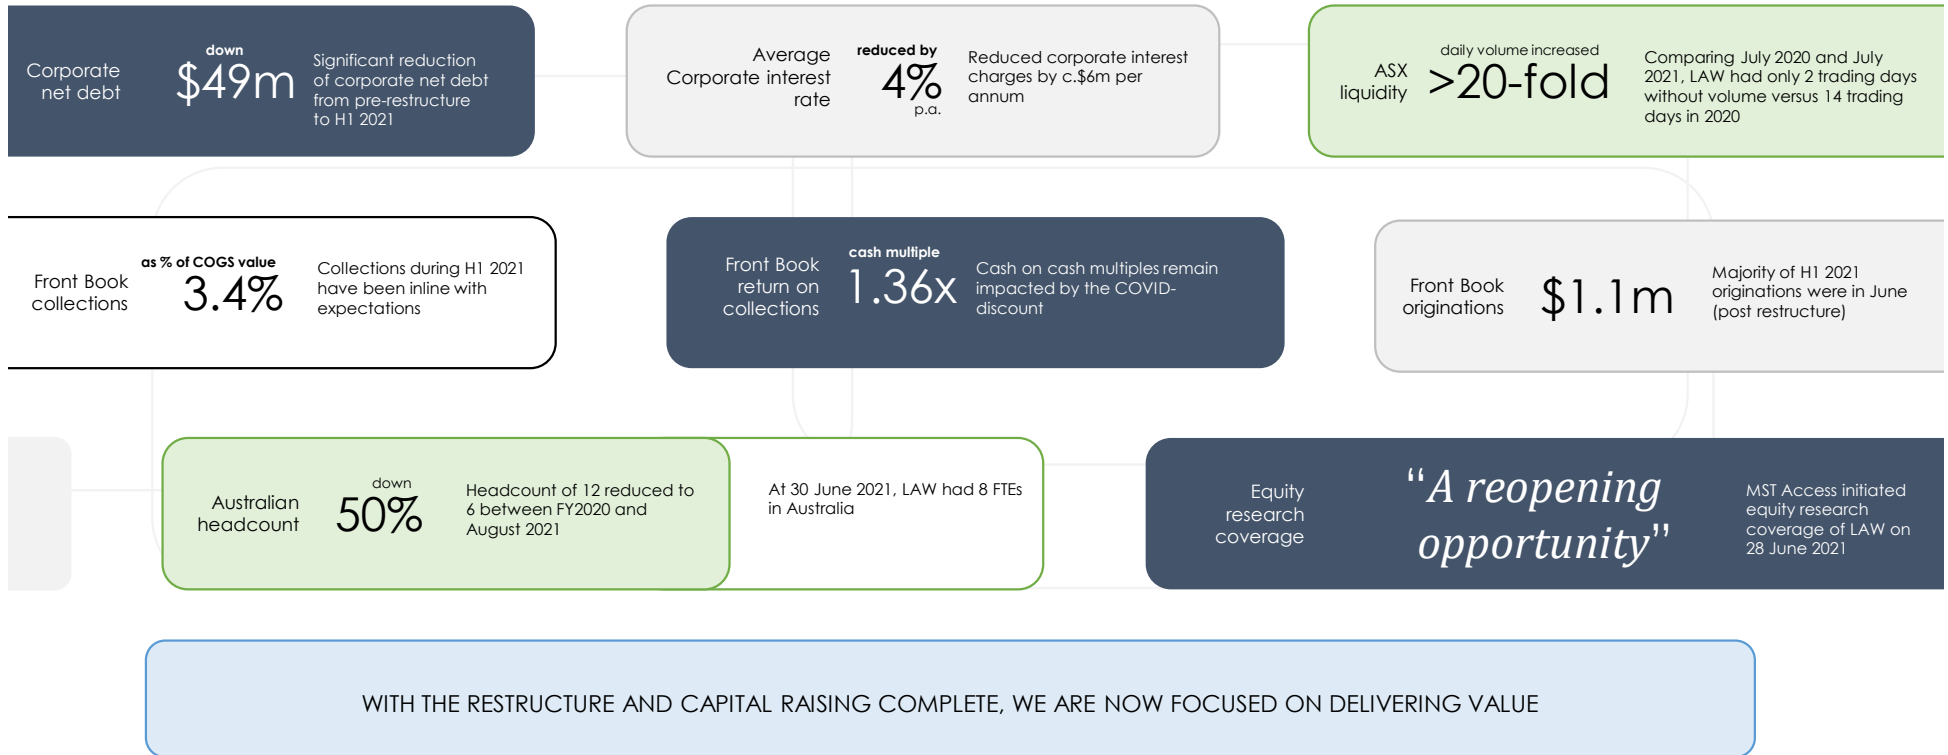 Corporate
net debt
down
$49m
Significant reduction
of corporate net debt
from pre-restructure
to H1 2021
Average
Corporate interest
rate
reduced by
4%
p.a.
Reduced corporate interest
charges by c.$6m per
annum
ASX
liquidity
daily volume increased
>20-fold
Comparing July 2020 and July
2021, LAW had only 2 trading days
without volume versus 14 trading
days in 2020
Front Book
collections
as % of COGS value
3.4%
Collections during H1 2021
have been inline with
expectations
Front Book
return on
collections
cash multiple
1.36x
Cash on cash multiples remain
impacted by the COVID-
discount
Front Book
originations
$1.1m
Majority of H1 2021
originations were in June
(post restructure)
Australian
headcount
down
50%
Headcount of 12 reduced to
6 between FY2020 and
August 2021
At 30 June 2021, LAW had 8 FTEs
in Australia
Equity
research
coverage
“A reopening
opportunity”
MST Access initiated
equity research
coverage of LAW on
28 June 2021
WITH THE RESTRUCTURE AND CAPITAL RAISING COMPLETE, WE ARE NOW FOCUSED ON DELIVERING VALUE